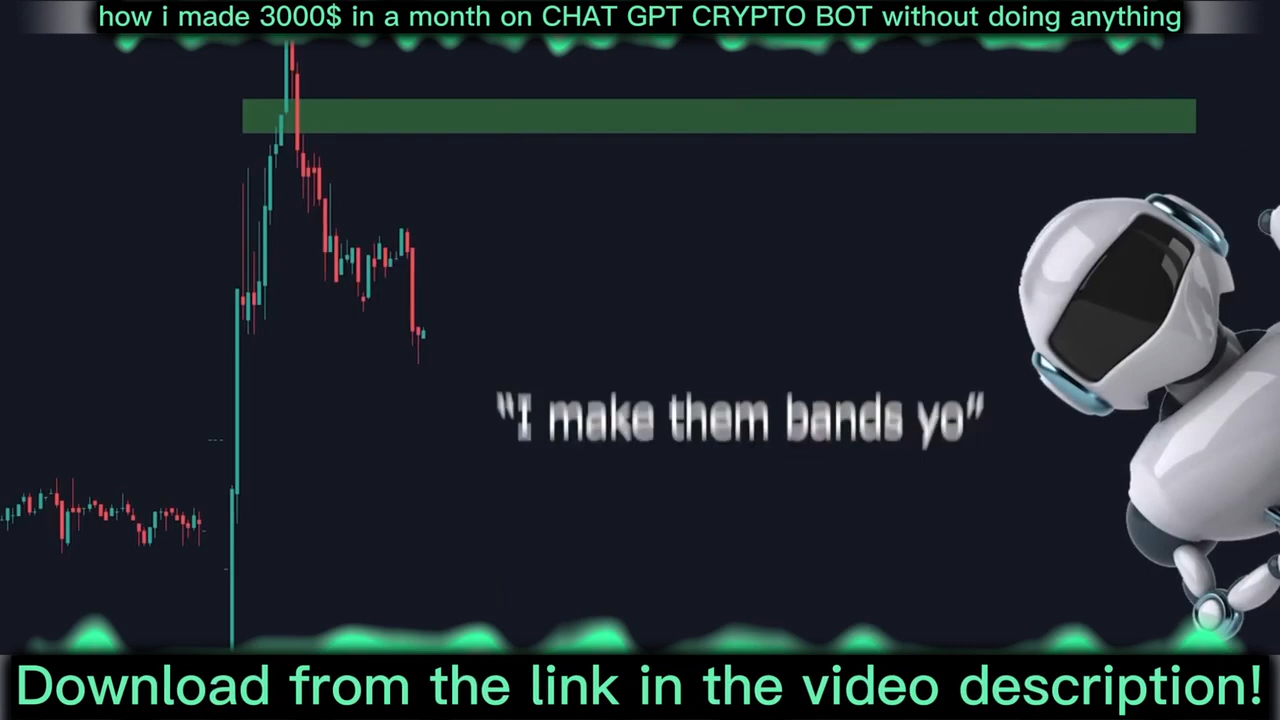 how i made 3000$ in a month on CHAT GPT CRYPTO BOT without doing anything
"I make them bands yo"
Download from the link in the video description!